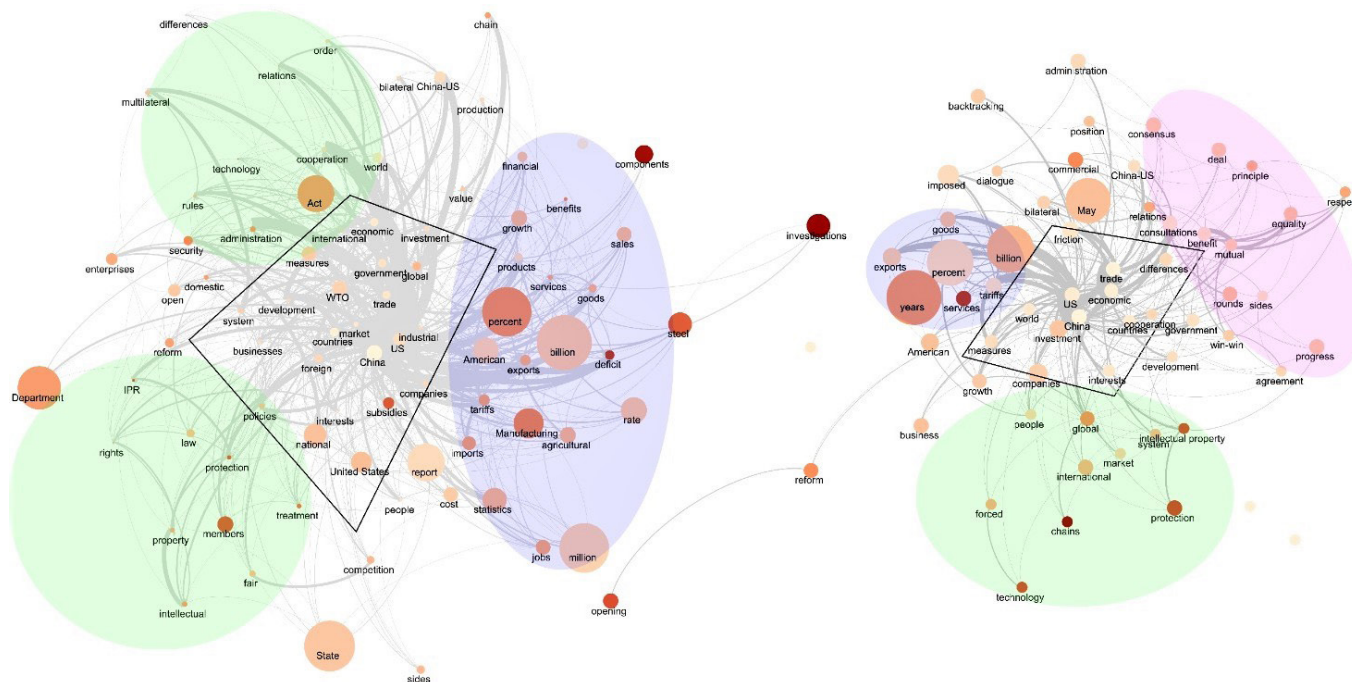 differences
order
chain
relations
bilateral China-US
multilateral
production
technology
cooperation
world
financial
components
value
Act
benefits
rules
administration
international
economic
investment
growth
sales
investigations
security
measures
government
global
products
enterprises
domestic
WTO
trade
services
goods
open
development
system
market
industrial
percent
steel
businesses
countries
US
American
billion
reform
China
foreign
exports
deficit
IPR
companies
Department
subsidies
tariffs
policies
interests
rate
law
national
Manufacturing
agricultural
rights
imports
protection
United States
report
reform
treatment
people
cost
statistics
members
property
jobs
million
competition
fair
intellectual
opening
State
sides
administration
backtracking
position
consensus
deal
commercial
principle
imposed
dialogue
China-US
May
respe
bilateral
relations
equality
goods
friction
consultations
benefit
mutual
billion
exports
percent
trade
differences
tariffs
years
services
US
economic
rounds
sides
world
China
countries
cooperation
government
American
measures
nvestment
win-win
progress
development
growth
companies
interests
agreement
people
global
business
system
intellectual property
market
international
forced
chains
protection
technology